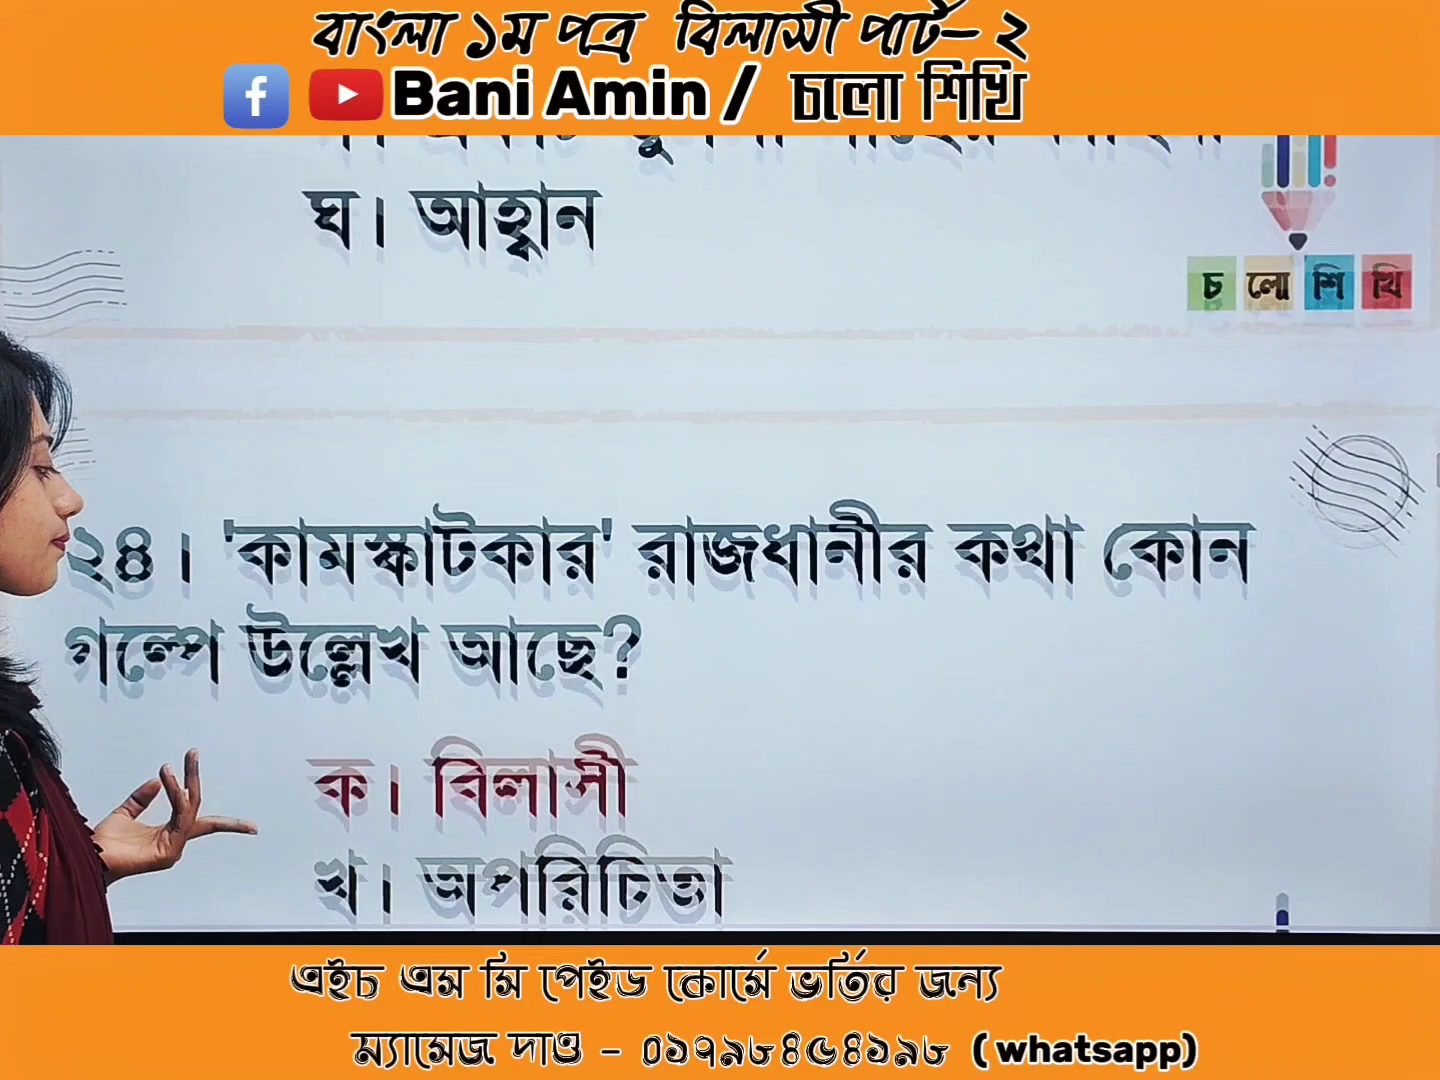 বাংলা ১ম পত্র বিলাসী পার্ট– ২
Bani Amin / চলো শিখি
ঘ। আহ্বান
চ লো শি খি
২৪। 'কামস্কাটকার' রাজধানীর কথা কোন
গল্পে উল্লেখ আছে?
ক। বিলাসী
খ। অপরিচিতা
এইচ এস সি পেইড কোর্সে ভর্তির জন্য
ম্যাসেজ দাও - ০১৭৯৮৪৬৪১৯৮ ( whatsapp)